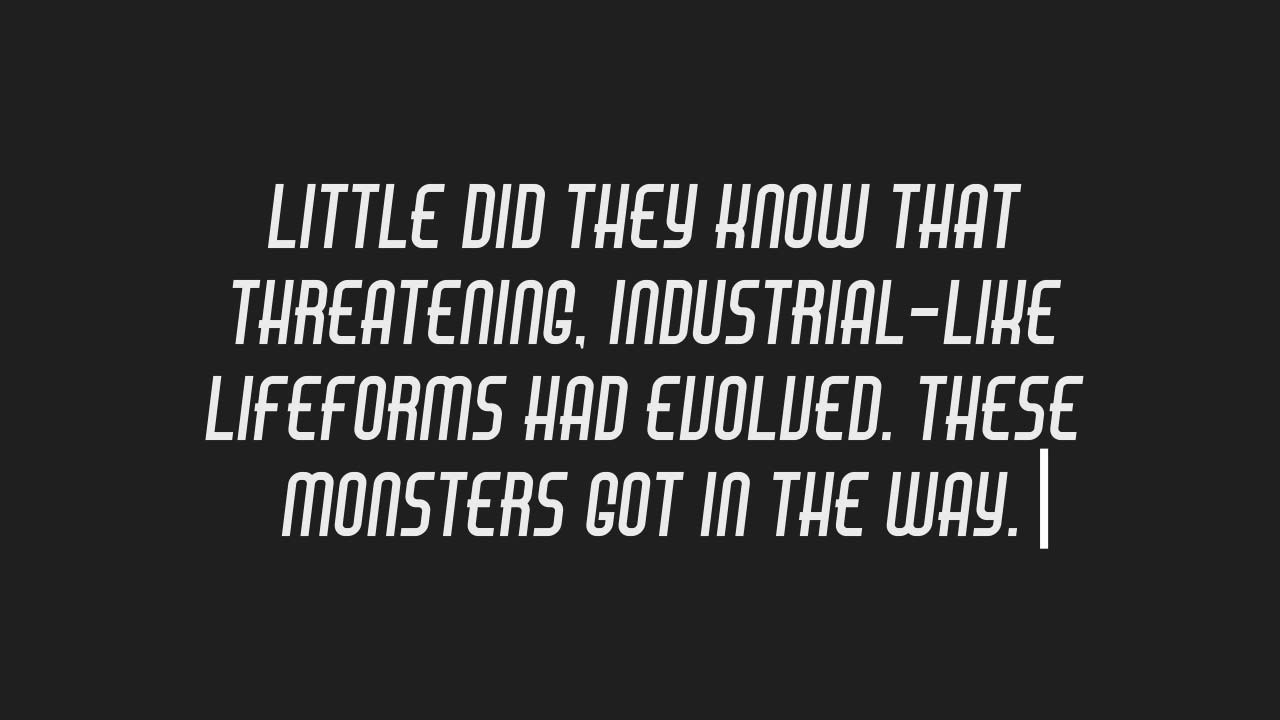 LITTLE DID THEY KNOW THAT
THREATENING, INDUSTRIAL-LIKE
LIFEFORMS HAD EVOLVED. THESE
MONSTERS GOT IN THE WAY.